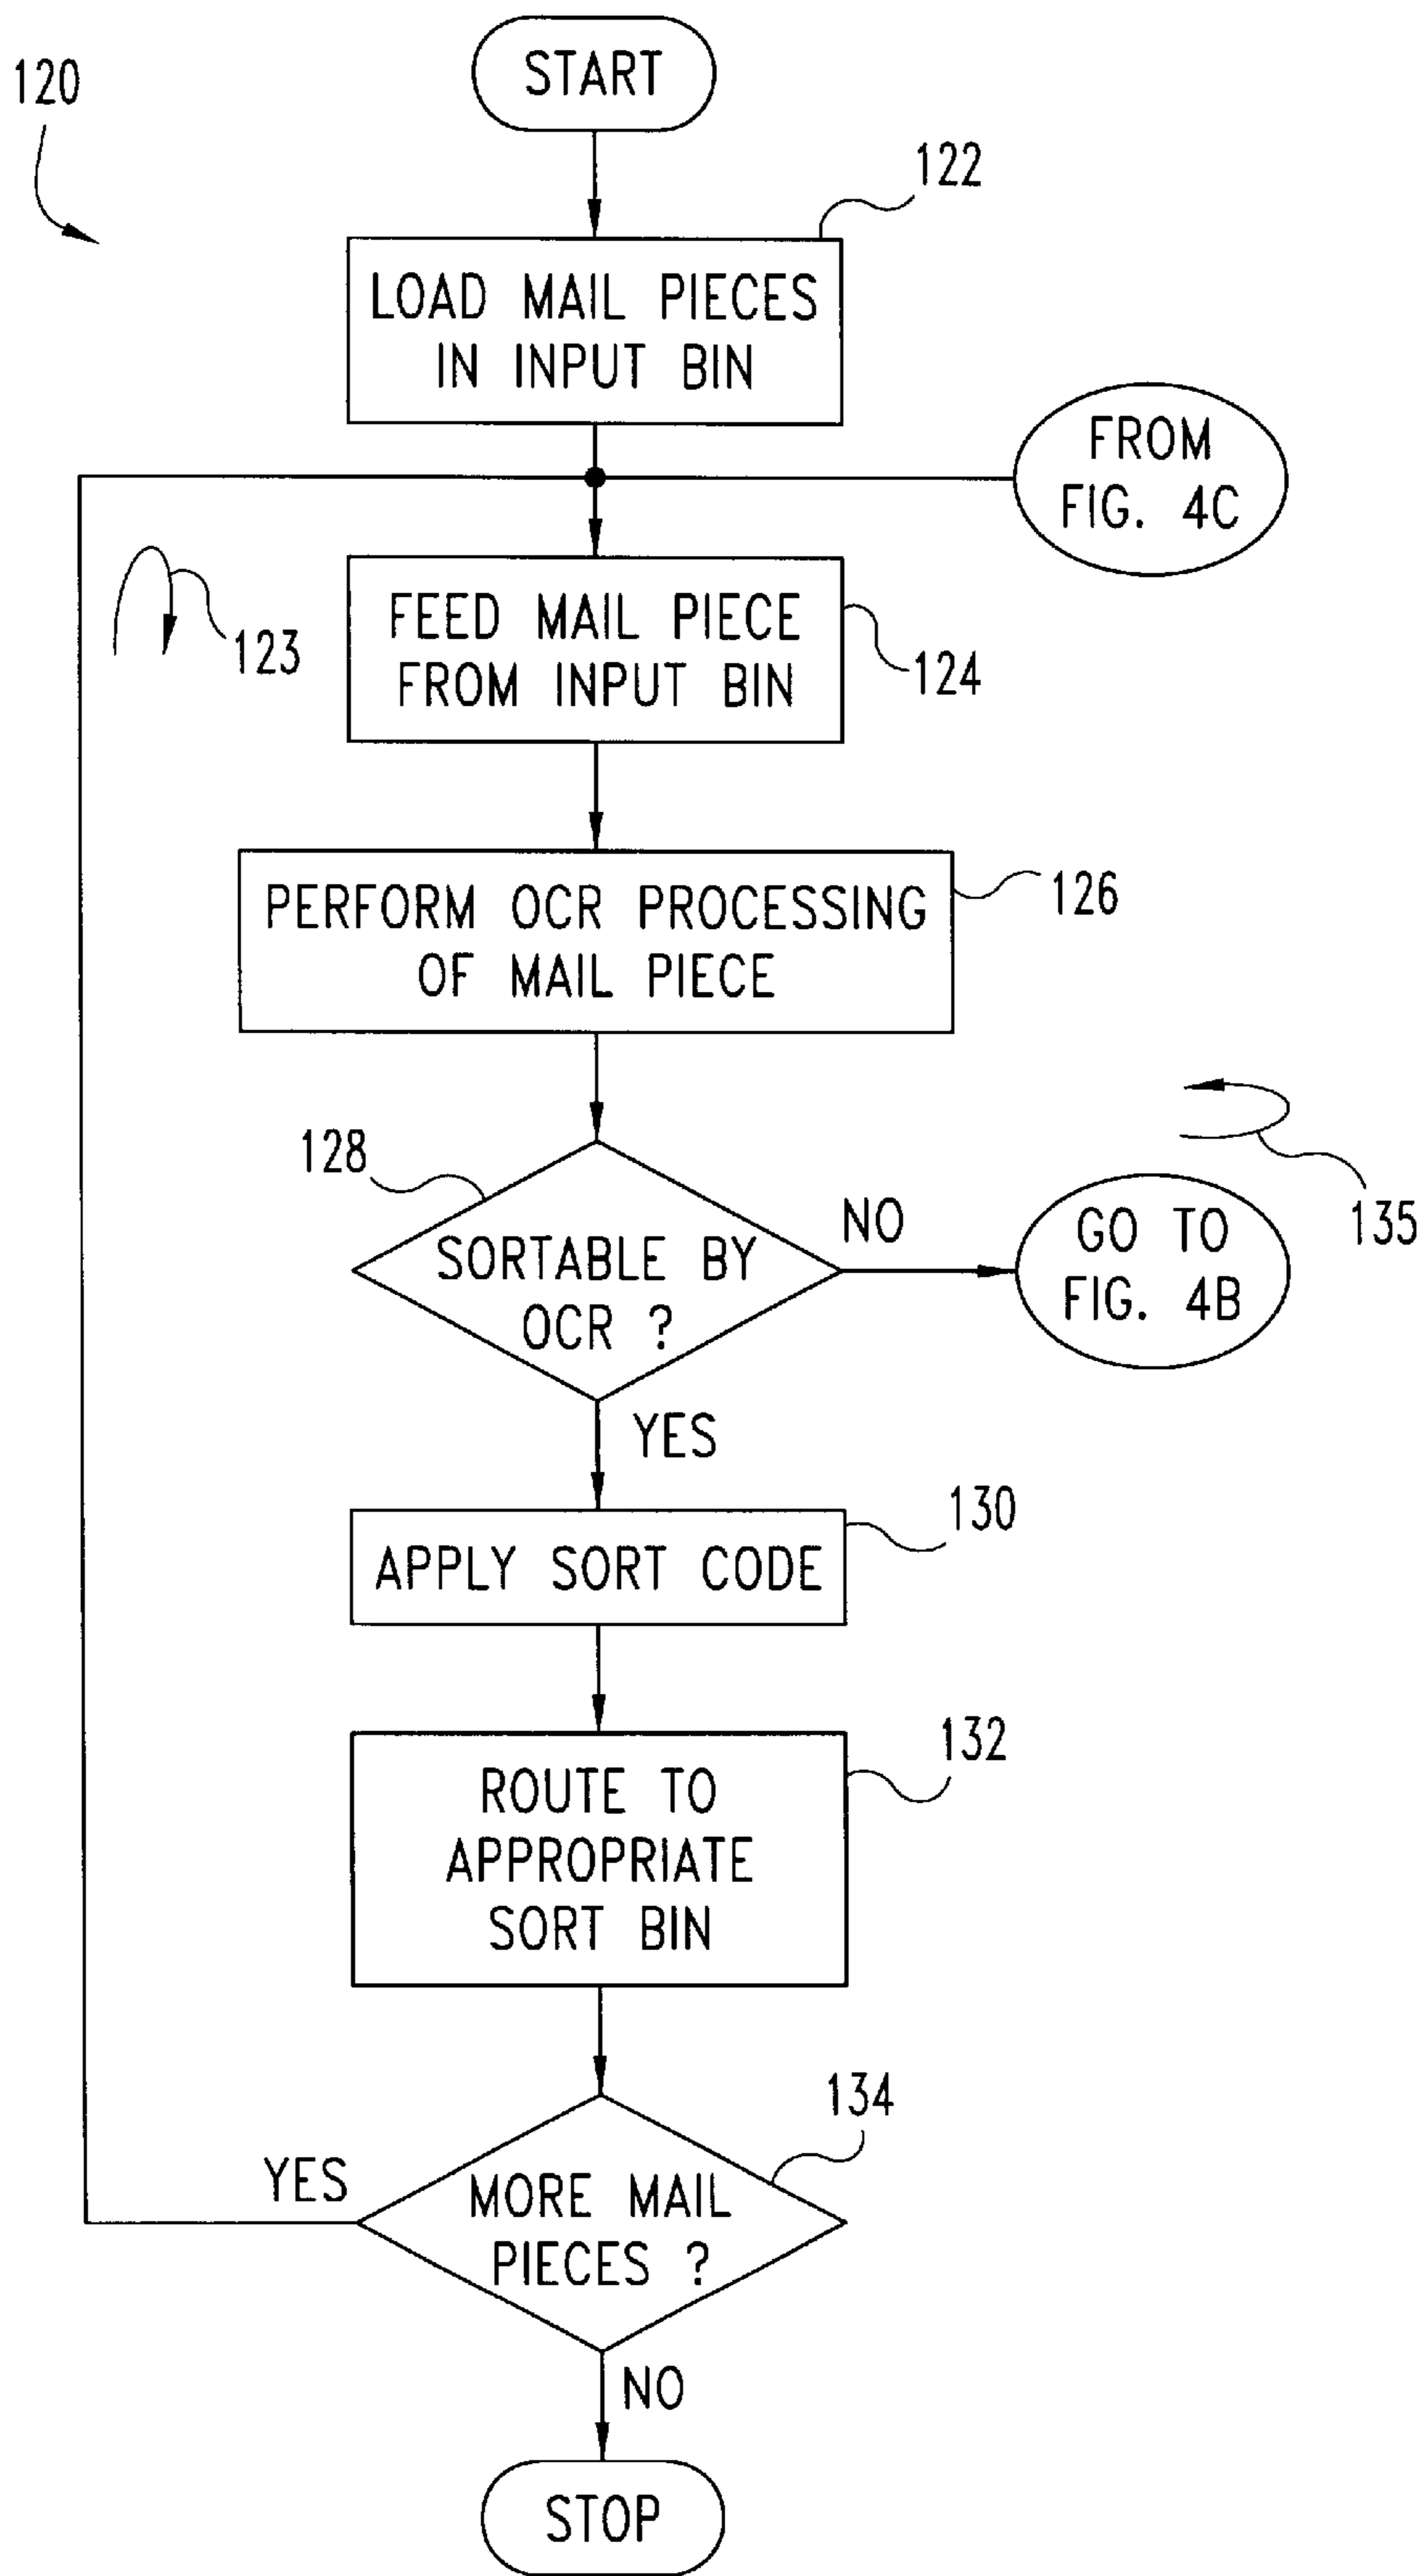 120
START
122
LOAD MAIL PIECES
IN INPUT BIN
FROM
FIG. 4C
123
FEED MAIL PIECE
FROM INPUT BIN
124
PERFORM OCR PROCESSING
OF MAIL PIECE
126
128
SORTABLE BY
OCR ?
NO
GO TO
FIG. 4B
135
YES
APPLY SORT CODE
130
ROUTE TO
APPROPRIATE
SORT BIN
132
134
YES
MORE MAIL
PIECES ?
NO
STOP